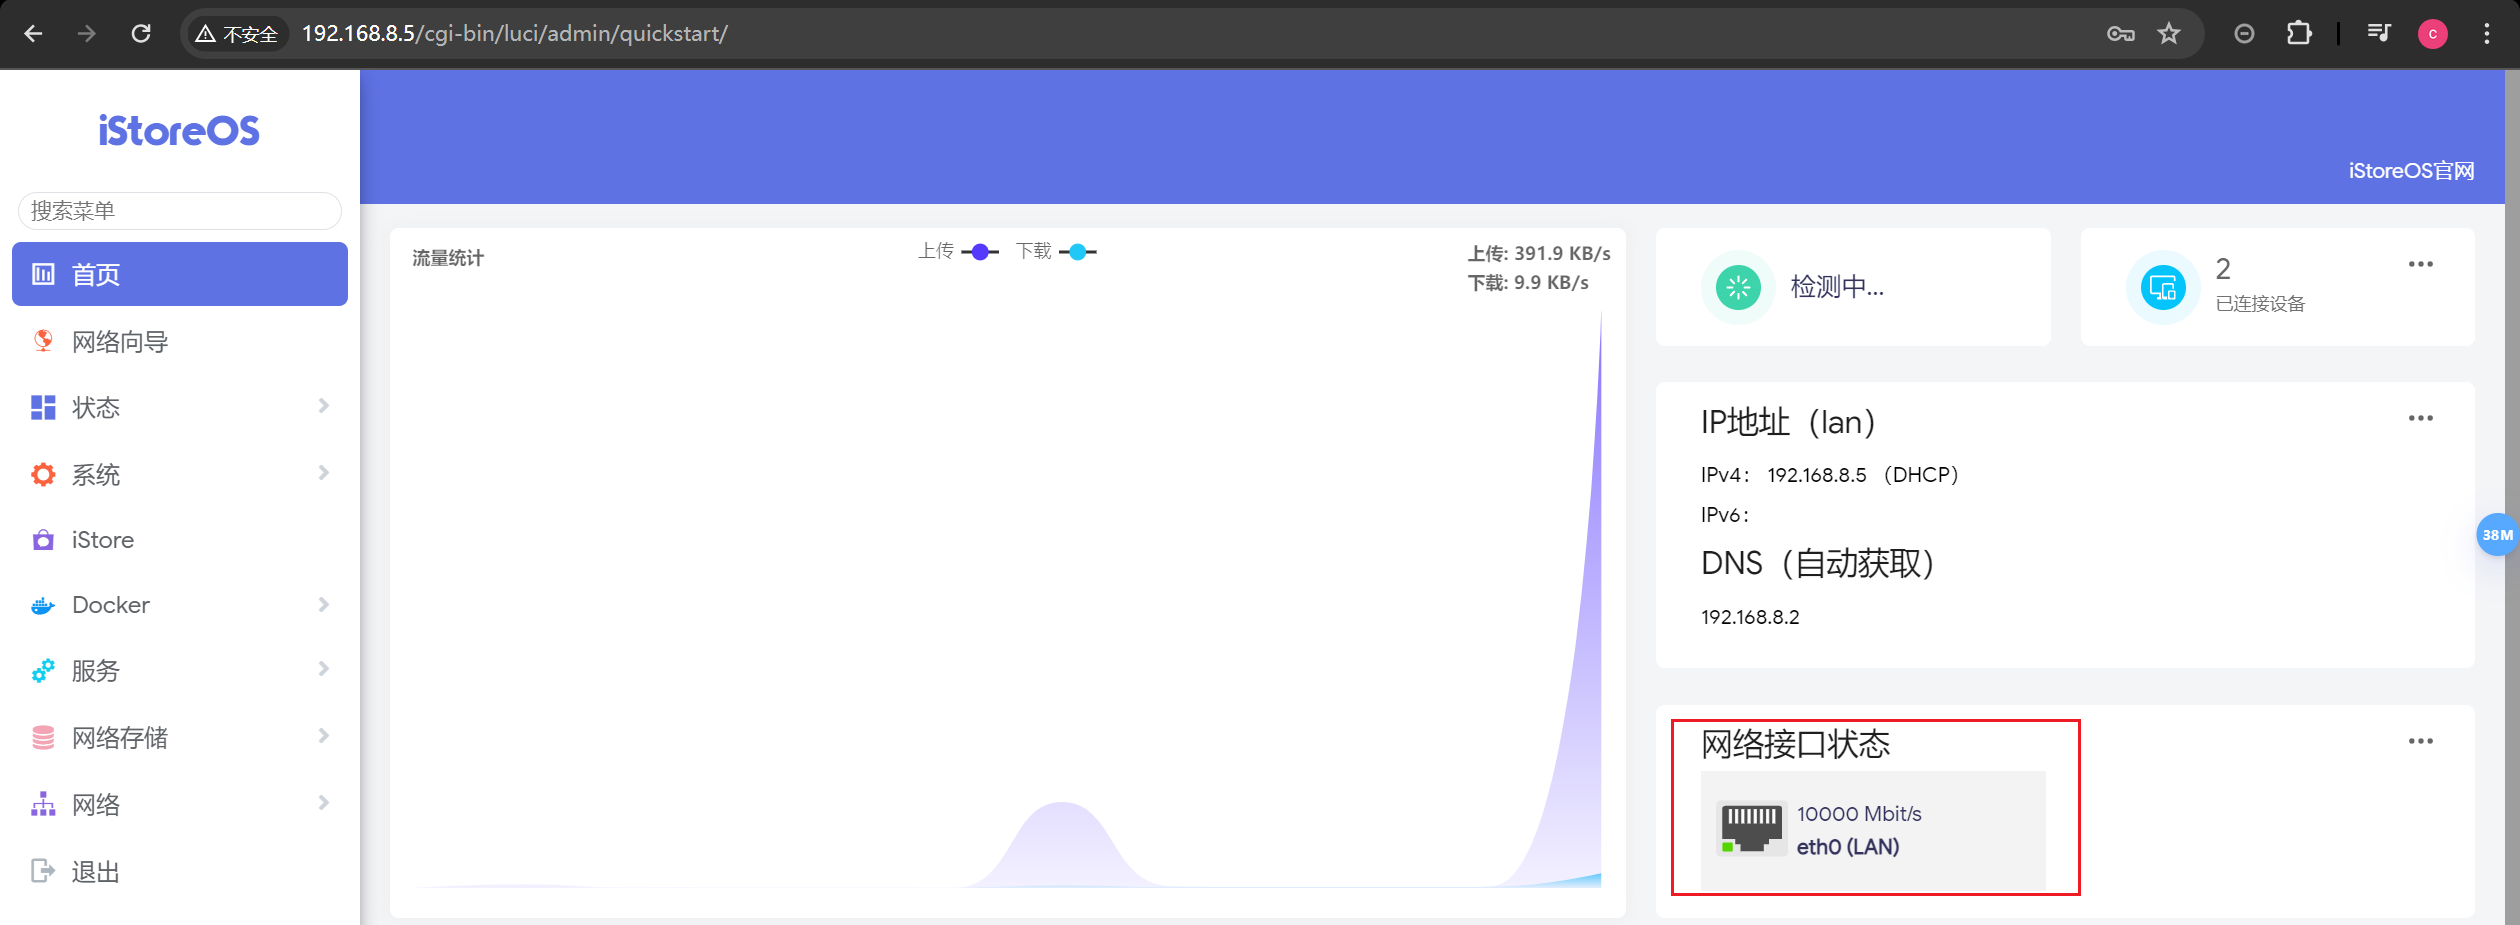 不安全
192.168.8.5/cgi-bin/luci/admin/quickstart/
c
iStoreOS
搜索菜单
首页
网络向导
状态
系统
iStore
Docker
服务
网络存储
网络
退出
iStoreOS官网
流量统计
上传
下载
上传: 391.9 KB/s
下载: 9.9 KB/s
检测中...
2
已连接设备
IP地址（lan）
IPv4： 192.168.8.5 （DHCP）
IPv6：
DNS（自动获取）
192.168.8.2
38M
网络接口状态
10000 Mbit/s
eth0 (LAN)